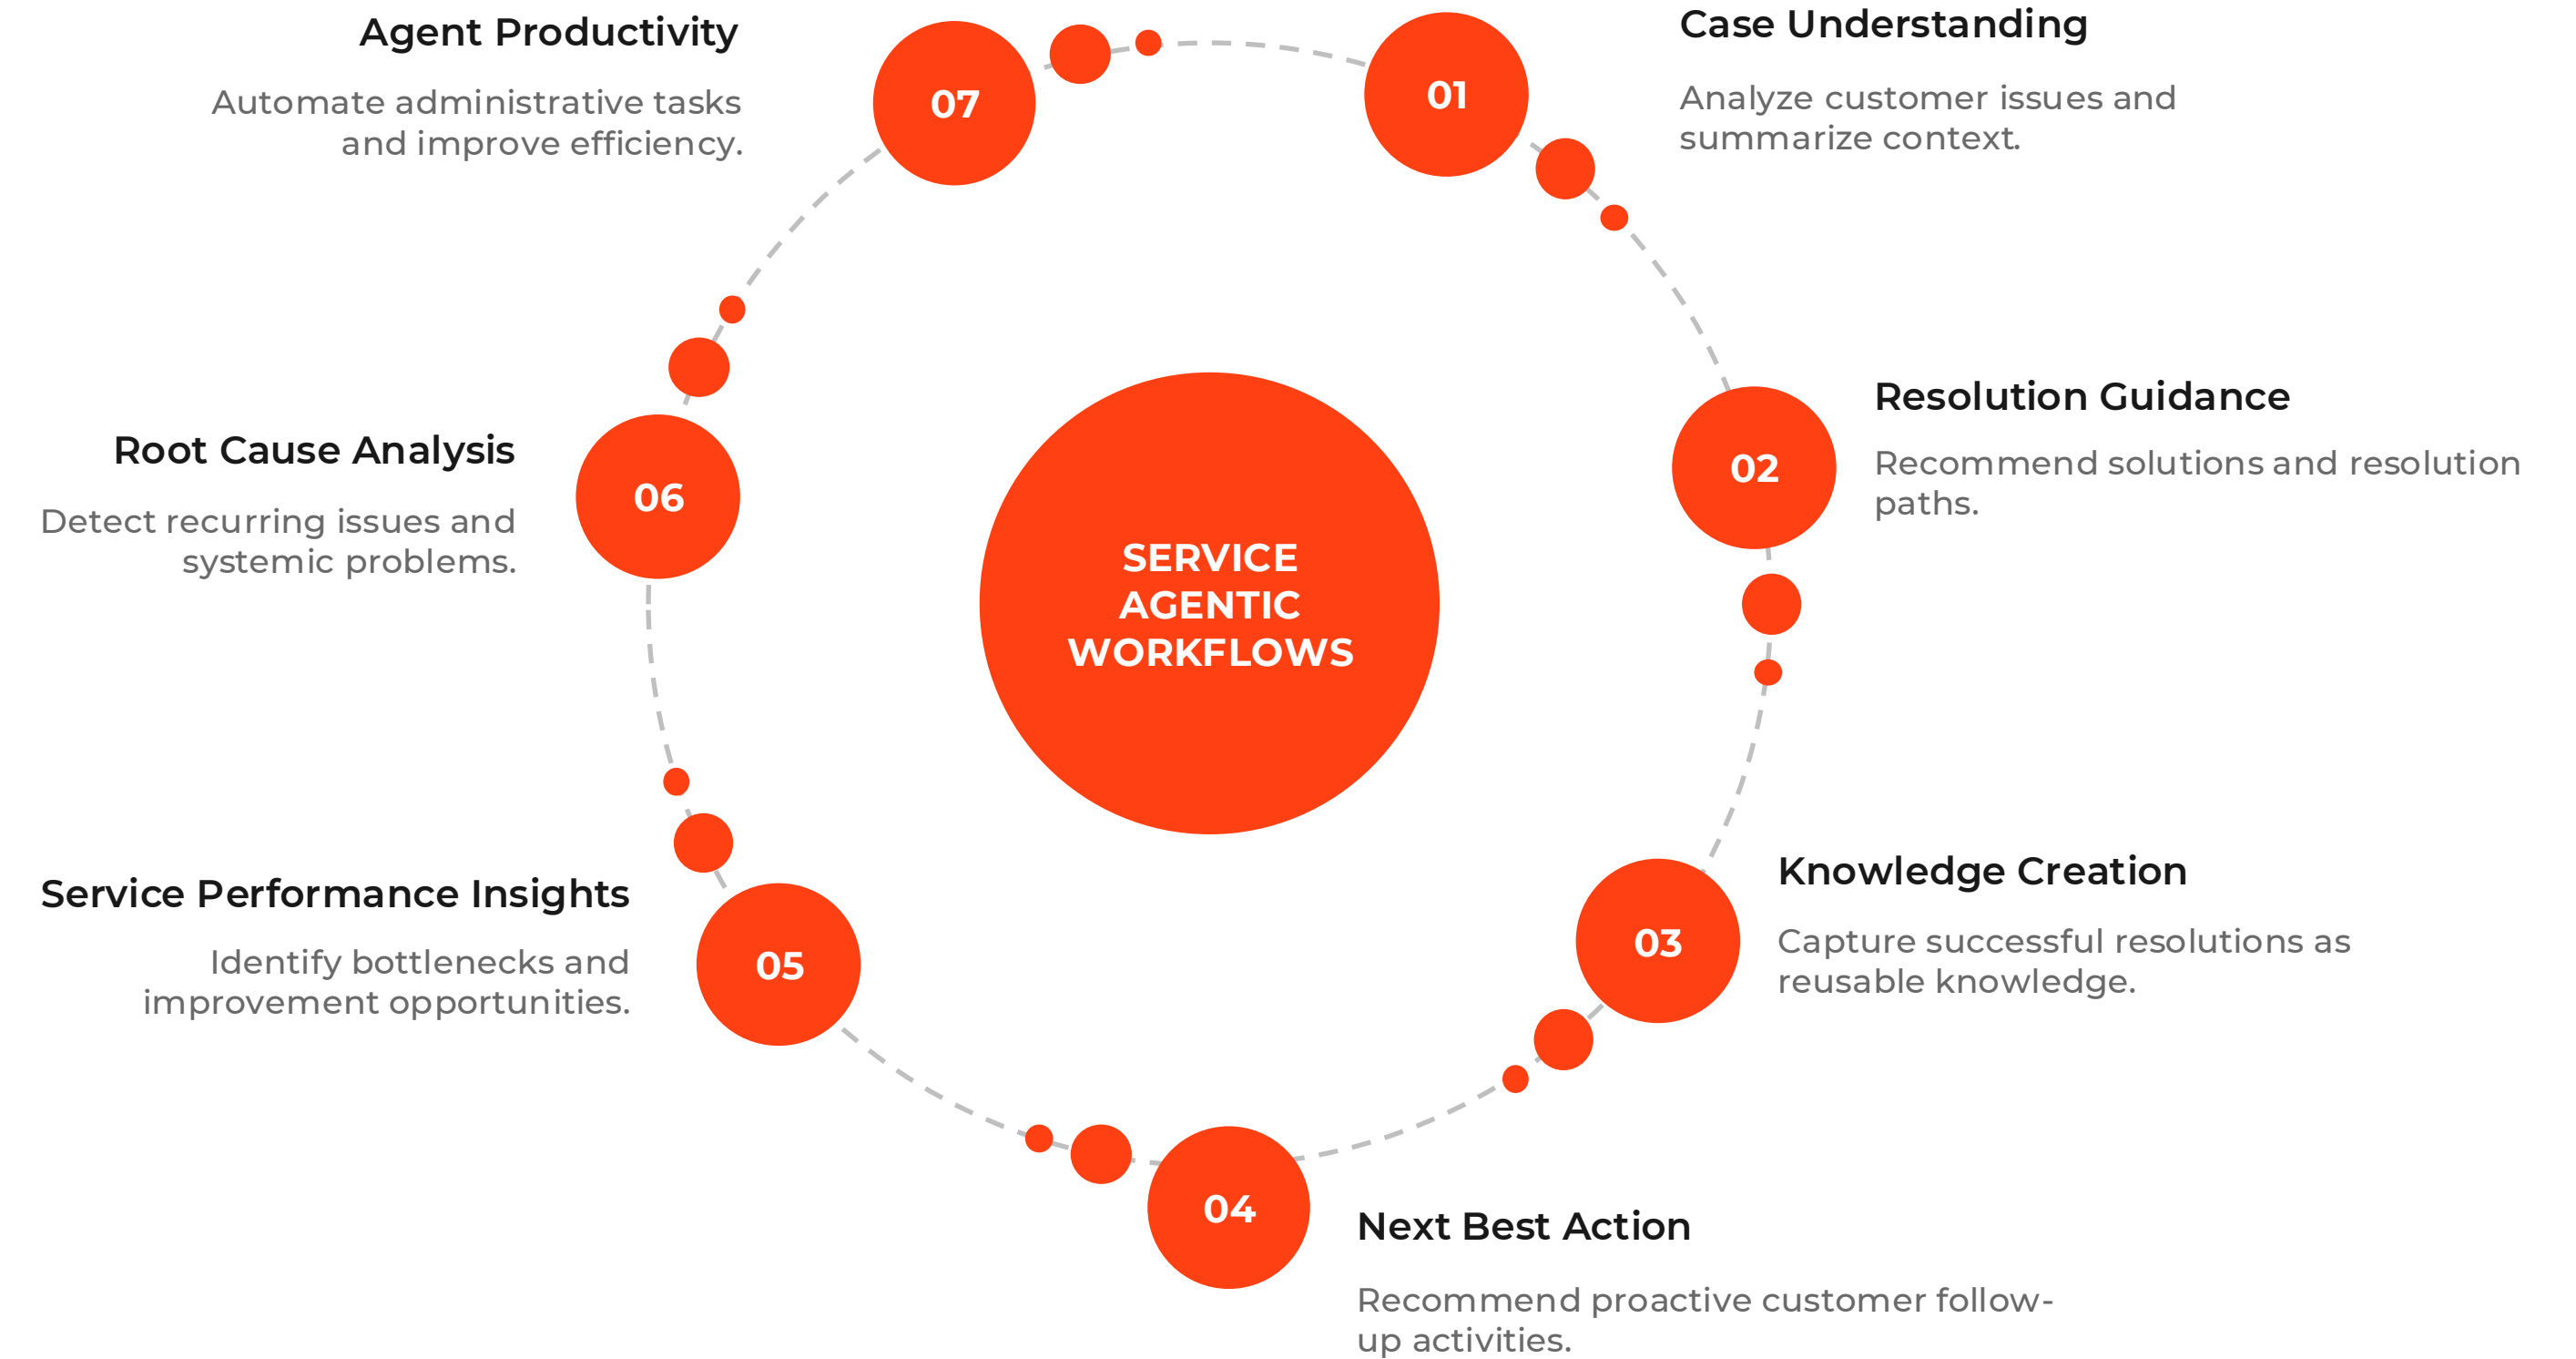 SERVICE
AGENTIC
WORKFLOWS
01
Case Understanding
Analyze customer issues and
summarize context.
02
Resolution Guidance
Recommend solutions and resolution
paths.
03
Knowledge Creation
Capture successful resolutions as
reusable knowledge.
04
Next Best Action
Recommend proactive customer follow-
up activities.
05
Service Performance Insights
Identify bottlenecks and
improvement opportunities.
06
Root Cause Analysis
Detect recurring issues and
systemic problems.
07
Agent Productivity
Automate administrative tasks
and improve efficiency.